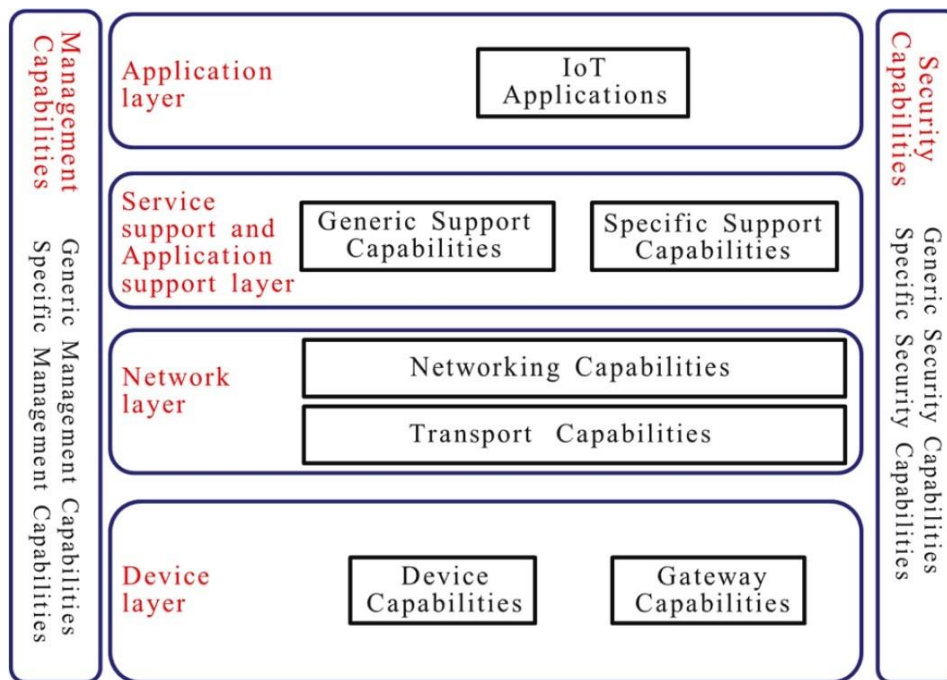 Management
Capabilities
Generic Management Capabilities
Specific Management Capabilities
Application
layer
IoT
Applications
Service
support and
Application
support layer
Generic Support
Capabilities
Specific Support
Capabilities
Network
layer
Networking Capabilities
Transport Capabilities
Device
layer
Device
Capabilities
Gateway
Capabilities
Security
Capabilities
Generic Security Capabilities
Specific Security Capabilities